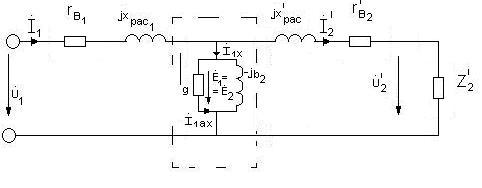 İ1
rB1
jxpac1
jx'pac
İ'2
r'B2
İ1x
U̇1
g
Ė1=
=Ė2
-jb2
U̇'2
Z'2
İ1ax